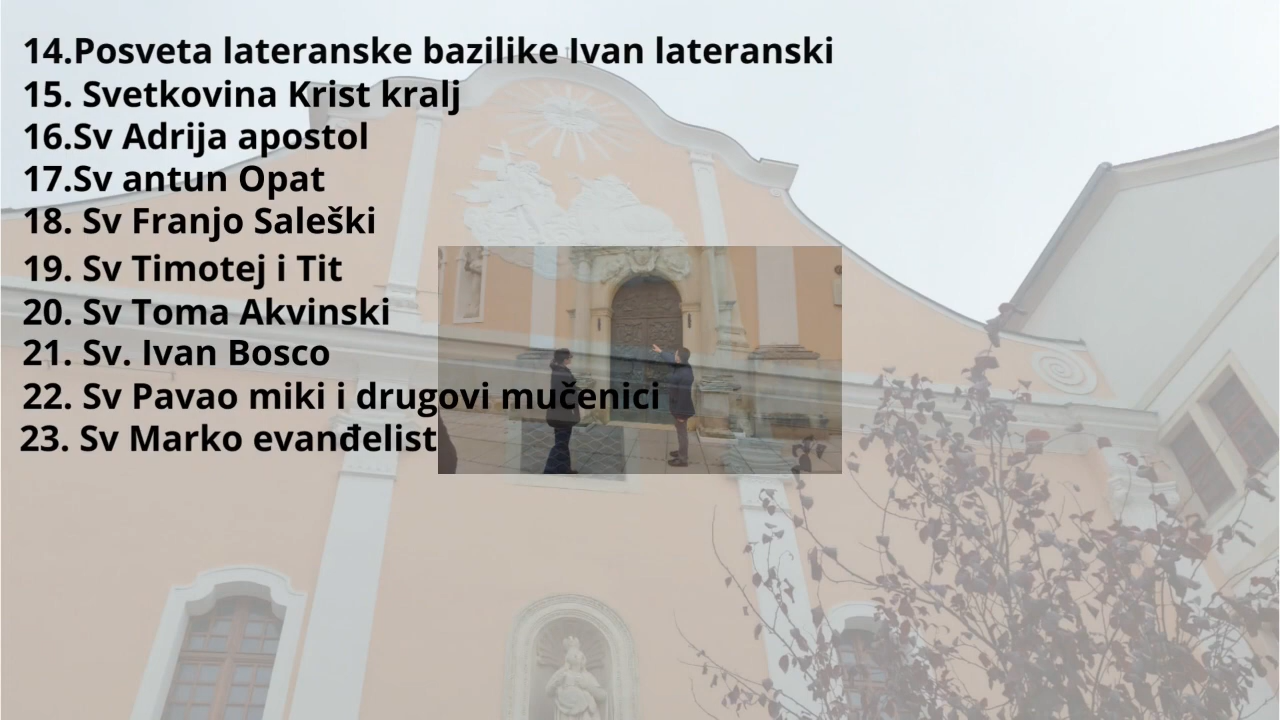 14.Posveta lateranske bazilike Ivan lateranski
15. Svetkovina Krist kralj
16.Sv Adrija apostol
17.Sv antun Opat
18. Sv Franjo Saleški
19. Sv Timotej i Tit
20. Sv Toma Akvinski
21. Sv. Ivan Bosco
22. Sv Pavao miki i drugovi mučenici
23. Sv Marko evanđelist